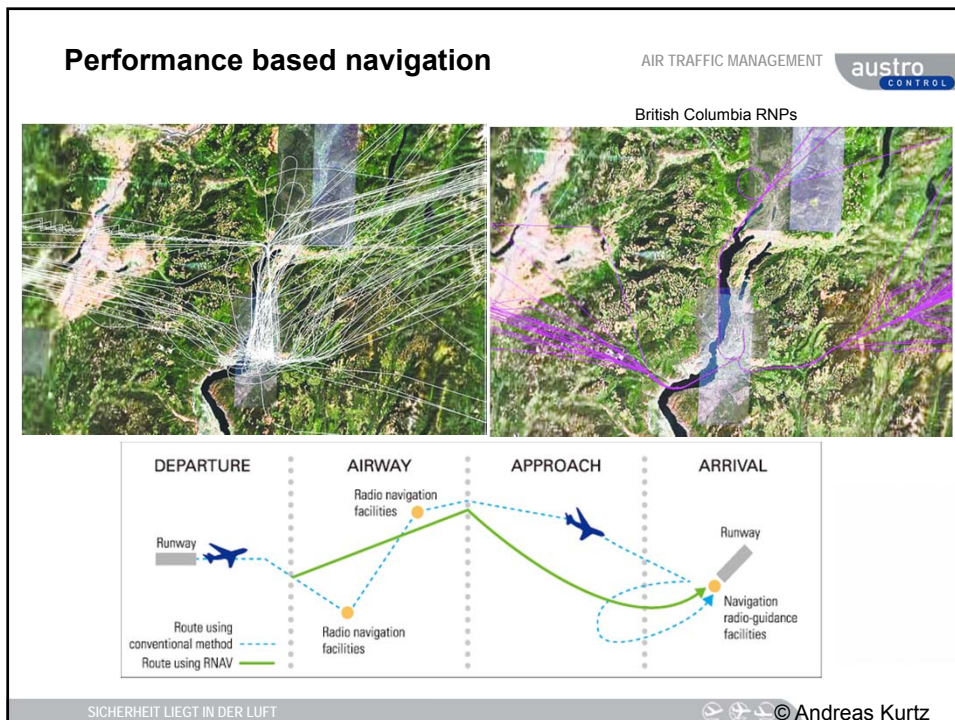 Performance based navigation
AIR TRAFFIC MANAGEMENT
austro
CONTROL
British Columbia RNPs
DEPARTURE
AIRWAY
APPROACH
ARRIVAL
Radio navigation
facilities
Runway
Runway
Radio navigation
facilities
Navigation
radio-guidance
facilities
Route using
conventional method
Route using RNAV
SICHERHEIT LIEGT IN DER LUFT
© Andreas Kurtz